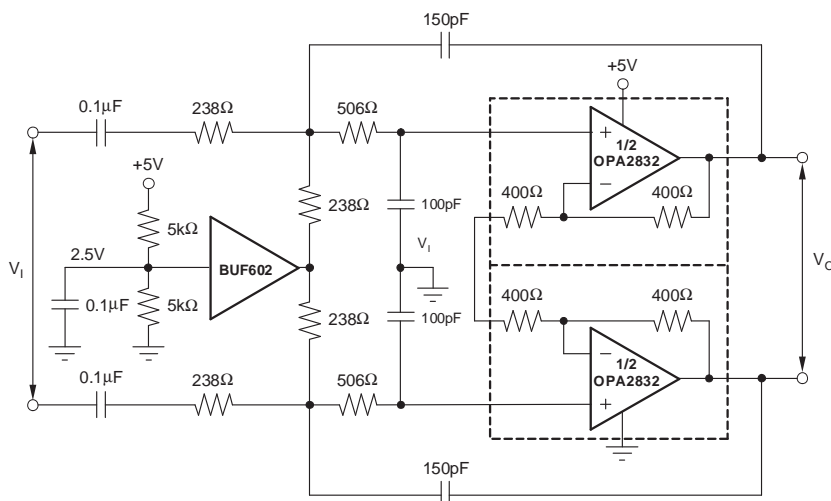 150pF
+5V
0.1μF
238Ω
506Ω
+
1/2
OPA2832
−
+5V
238Ω
100pF
400Ω
400Ω
5kΩ
2.5V
BUF602
V_I
V_I
V_O
0.1μF
5kΩ
238Ω
100pF
400Ω
400Ω
0.1μF
238Ω
506Ω
−
1/2
OPA2832
+
150pF